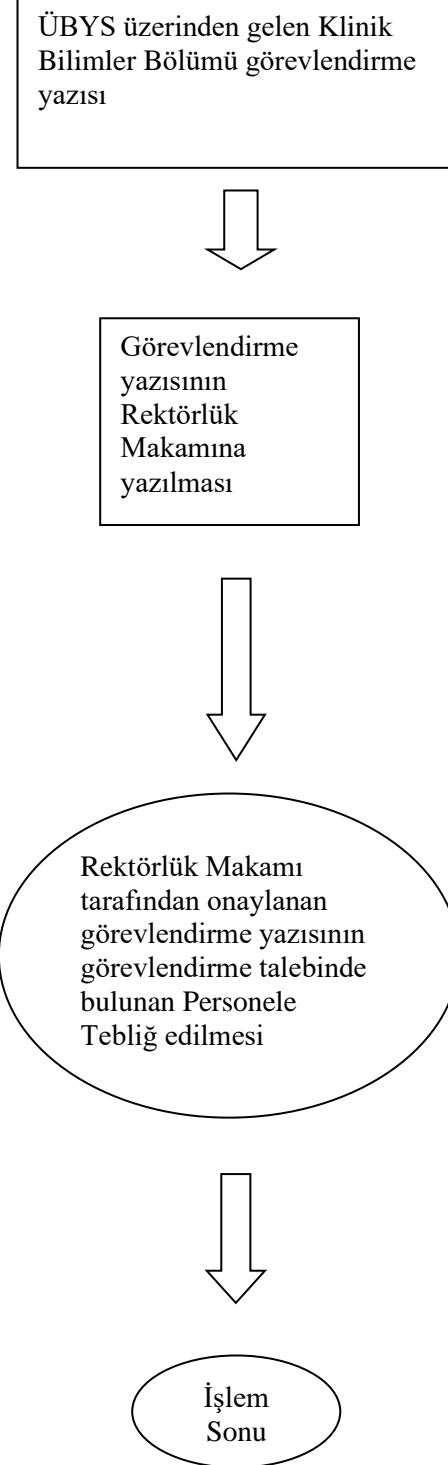 ÜBYS üzerinden gelen Klinik
Bilimler Bölümü görevlendirme
yazısı
Görevlendirme
yazısının
Rektörlük
Makamına
yazılması
Rektörlük Makamı
tarafından onaylanan
görevlendirme yazısının
görevlendirme talebinde
bulunan Personele
Tebliğ edilmesi
İşlem
Sonu